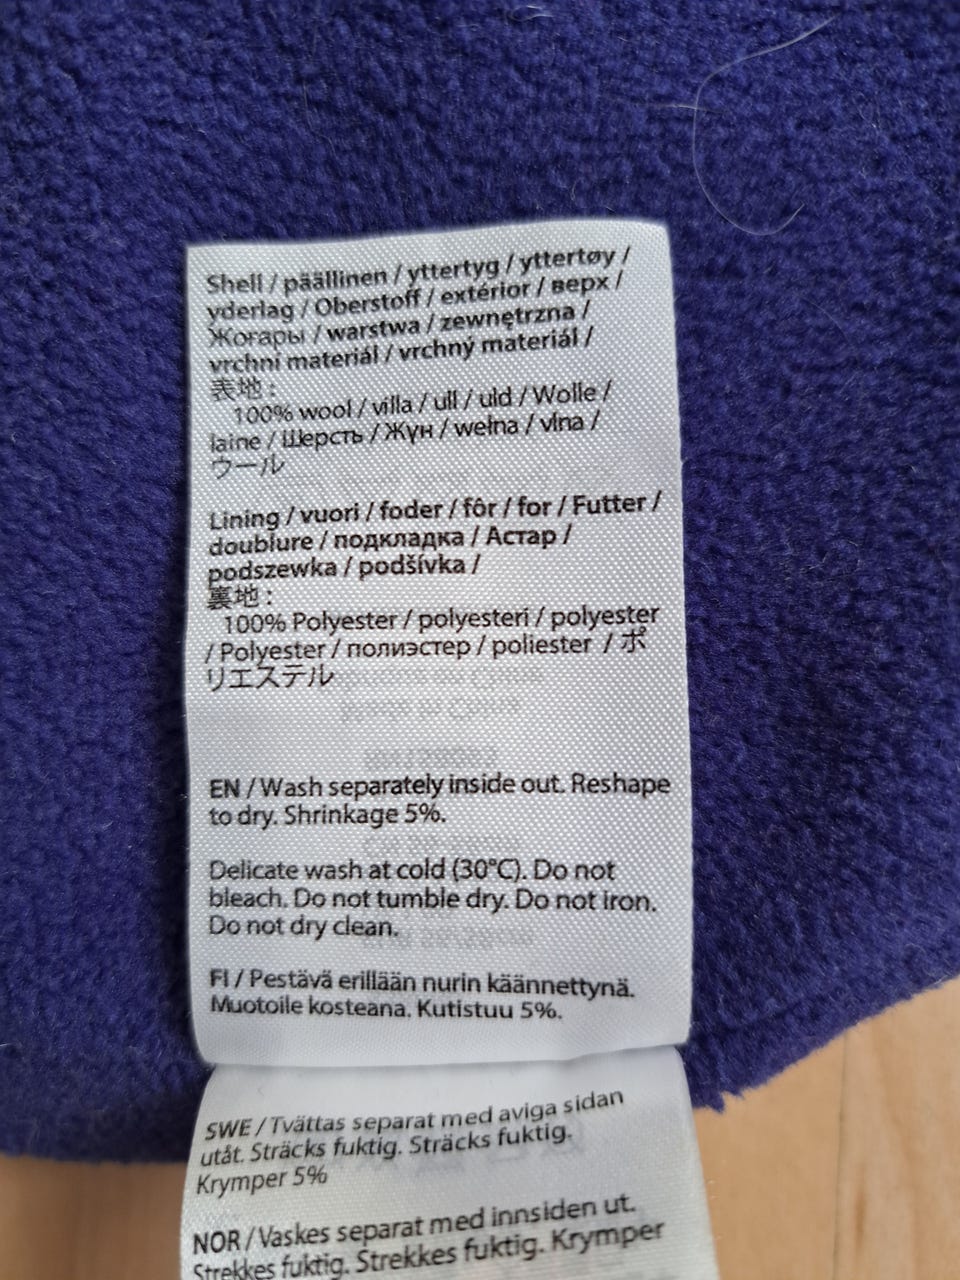 Shell / päällinen / yttertyg / yttertøy /
yderlag / Oberstoff / extérior / верх /
Жоғары / warstwa / zewnętrzna /
vrchní materiál / vrchný materiál /
表地 :
100% wool / villa / ull / uld / Wolle /
laine / Шерсть / Жүн / wełna / vlna /
ウール
Lining / vuori / foder / fôr / for / Futter /
doublure / подкладка / Астар /
podszewka / podšívka /
裏地 :
100% Polyester / polyesteri / polyester
/ Polyester / полиэстер / poliester / ポ
リエステル
EN / Wash separately inside out. Reshape
to dry. Shrinkage 5%.
Delicate wash at cold (30°C). Do not
bleach. Do not tumble dry. Do not iron.
Do not dry clean.
FI / Pestävä erillään nurin käännettynä.
Muotoile kosteana. Kutistuu 5%.
SWE / Tvättas separat med aviga sidan
utåt. Sträcks fuktig. Sträcks fuktig.
Krymper 5%
NOR / Vaskes separat med innsiden ut.
Strekkes fuktig. Strekkes fuktig. Krymper